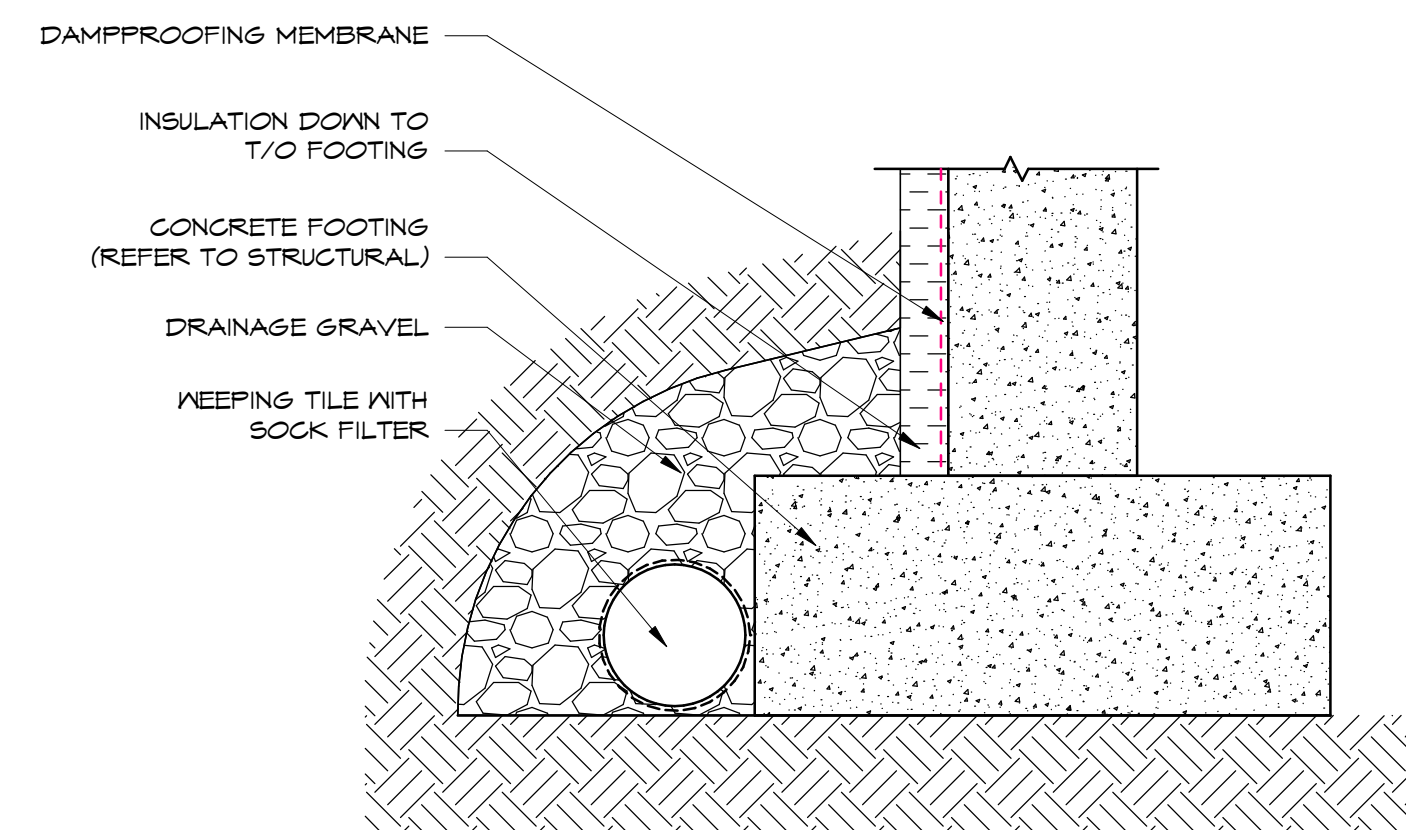 DAMPPROOFING MEMBRANE
INSULATION DOWN TO
T/O FOOTING
CONCRETE FOOTING
(REFER TO STRUCTURAL)
DRAINAGE GRAVEL
WEEPING TILE WITH
SOCK FILTER